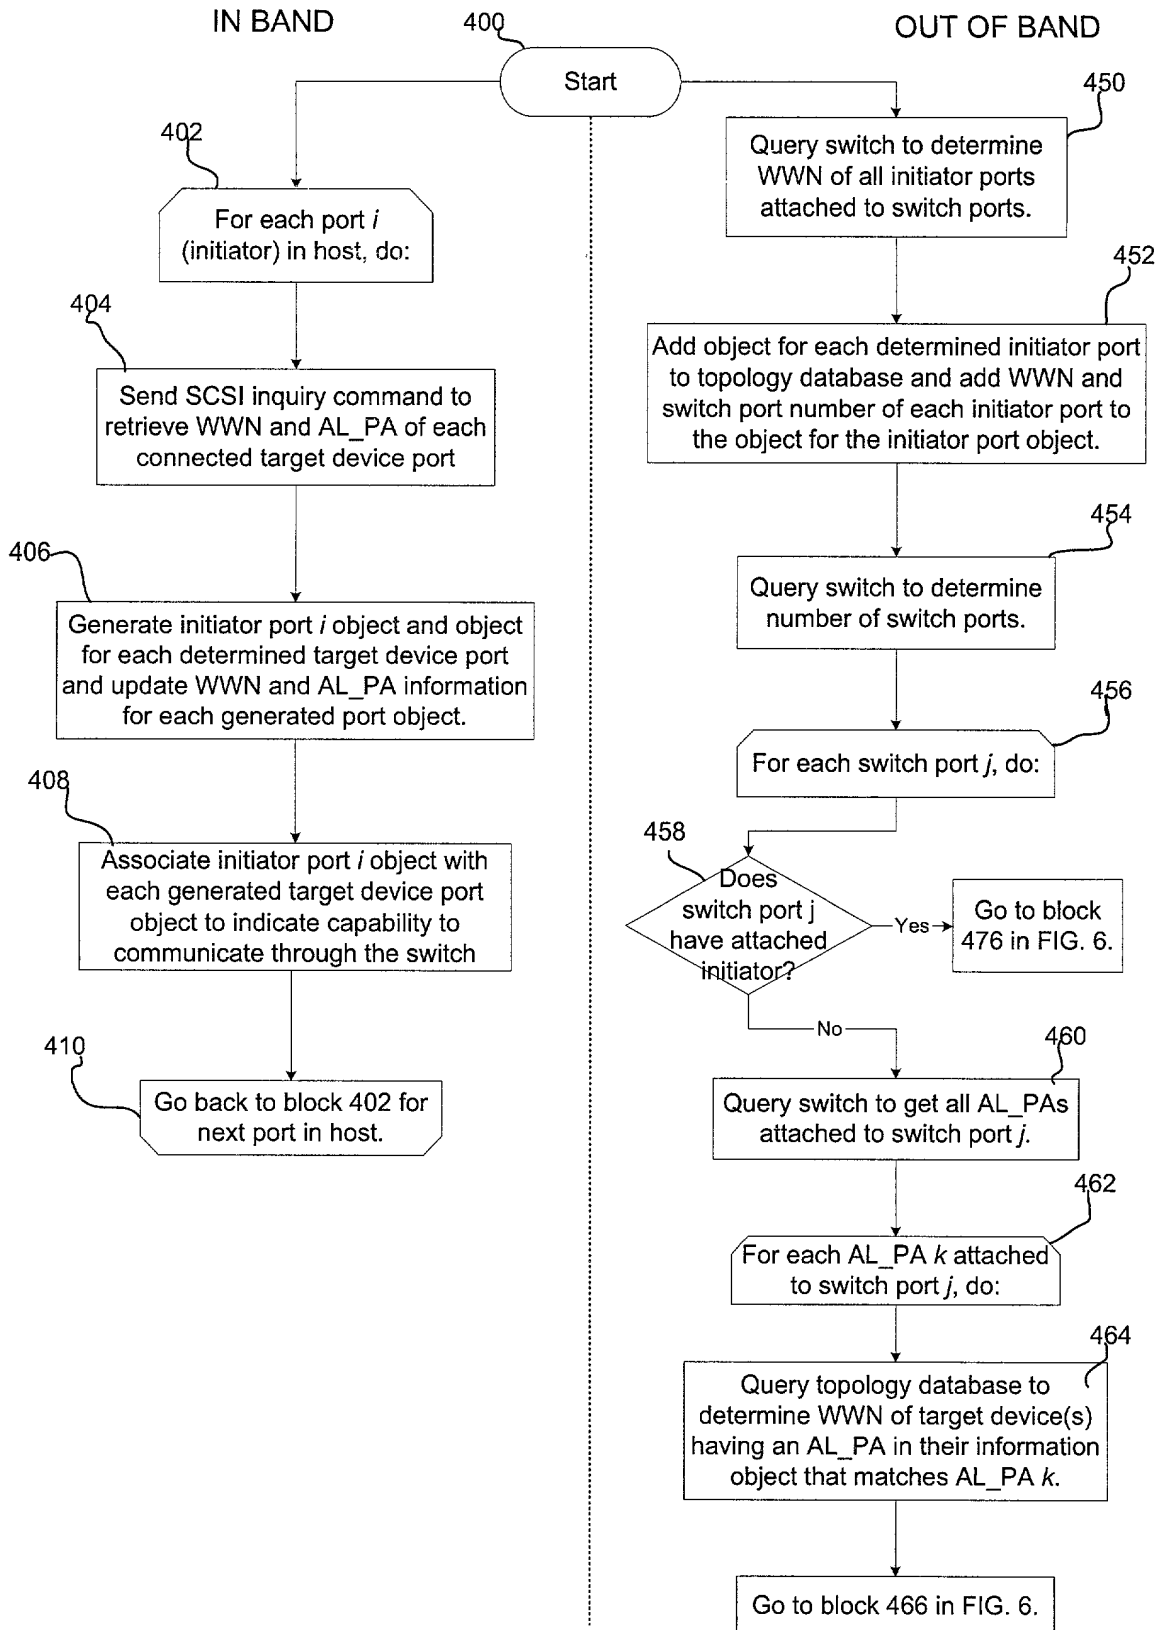 IN BAND
400
OUT OF BAND
Start
402
For each port i
(initiator) in host, do:
404
Send SCSI inquiry command to
retrieve WWN and AL_PA of each
connected target device port
406
Generate initiator port i object and object
for each determined target device port
and update WWN and AL_PA information
for each generated port object.
408
Associate initiator port i object with
each generated target device port
object to indicate capability to
communicate through the switch
410
Go back to block 402 for
next port in host.
450
Query switch to determine
WWN of all initiator ports
attached to switch ports.
452
Add object for each determined initiator port
to topology database and add WWN and
switch port number of each initiator port to
the object for the initiator port object.
454
Query switch to determine
number of switch ports.
456
For each switch port j, do:
458
Does
switch port j
have attached
initiator?
Yes
Go to block
476 in FIG. 6.
No
460
Query switch to get all AL_PAs
attached to switch port j.
462
For each AL_PA k attached
to switch port j, do:
464
Query topology database to
determine WWN of target device(s)
having an AL_PA in their information
object that matches AL_PA k.
Go to block 466 in FIG. 6.